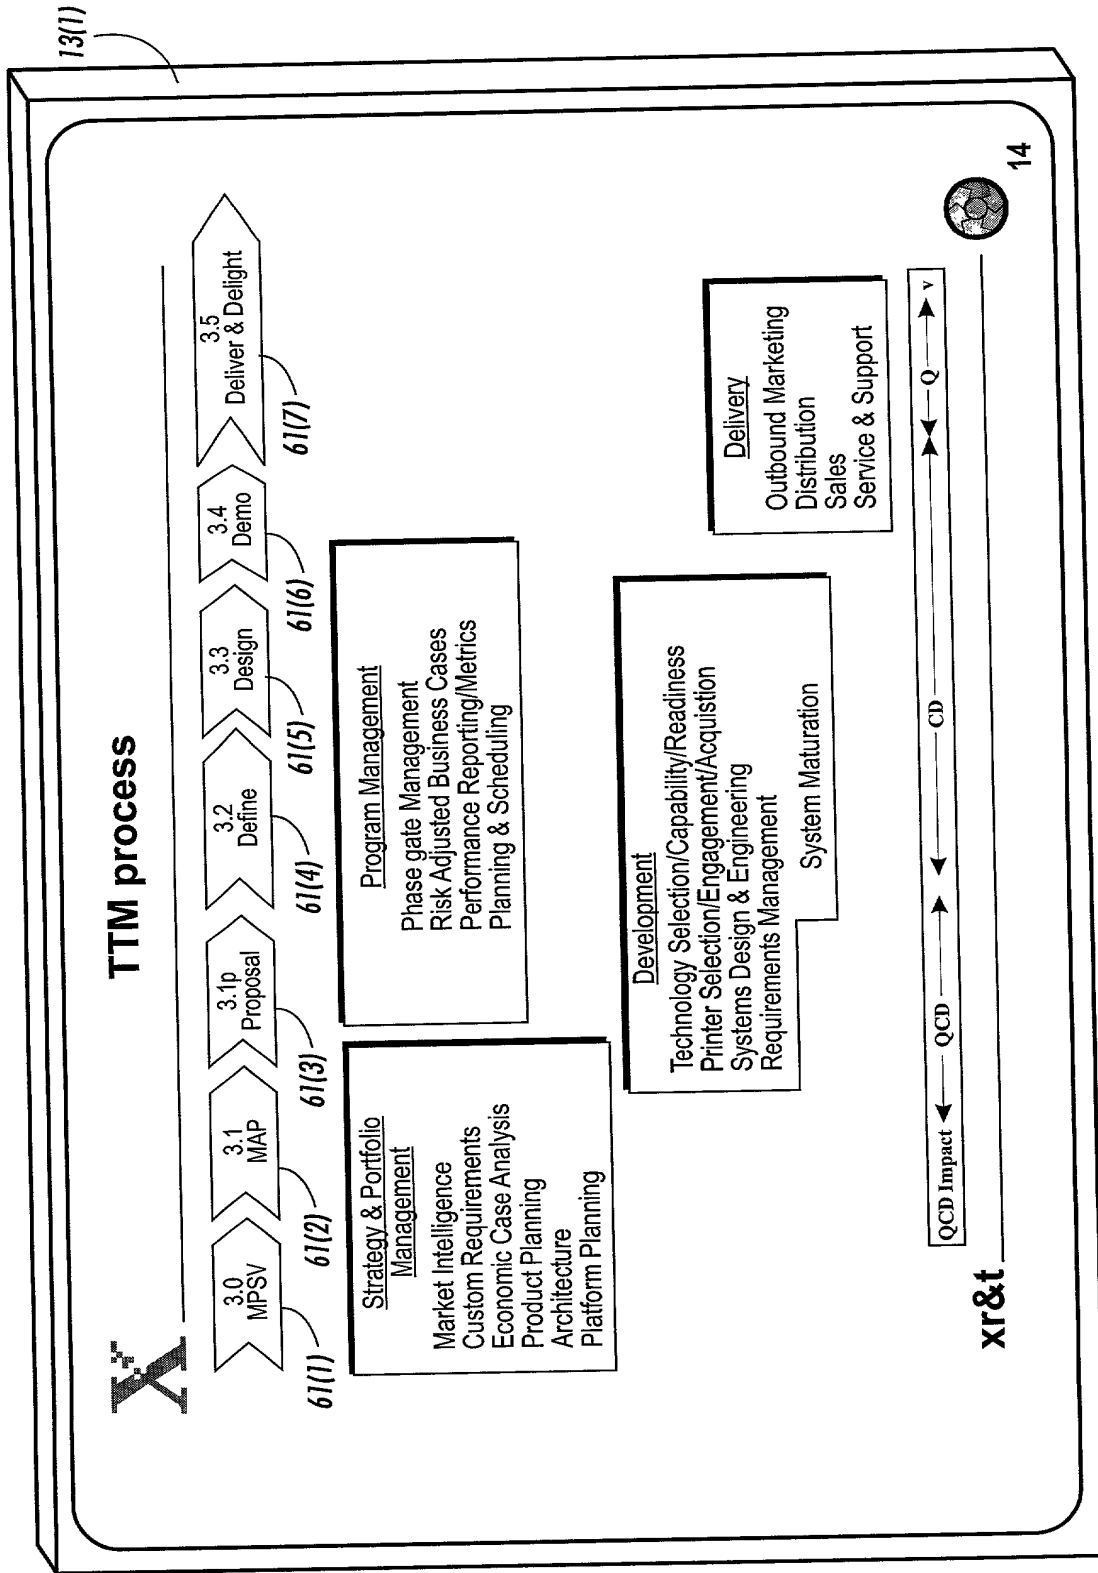 13(1)
X
TTM process
3.0
MPSV
3.1
MAP
3.1p
Proposal
3.2
Define
3.3
Design
3.4
Demo
3.5
Deliver & Delight
61(1)
61(2)
61(3)
61(4)
61(5)
61(6)
61(7)
Strategy & Portfolio
Management
Market Intelligence
Custom Requirements
Economic Case Analysis
Product Planning
Architecture
Platform Planning
Program Management
Phase gate Management
Risk Adjusted Business Cases
Performance Reporting/Metrics
Planning & Scheduling
Development
Technology Selection/Capability/Readiness
Printer Selection/Engagement/Acquistion
Systems Design & Engineering
Requirements Management
System Maturation
Delivery
Outbound Marketing
Distribution
Sales
Service & Support
QCD Impact QCD CD Q v
xr&t
14